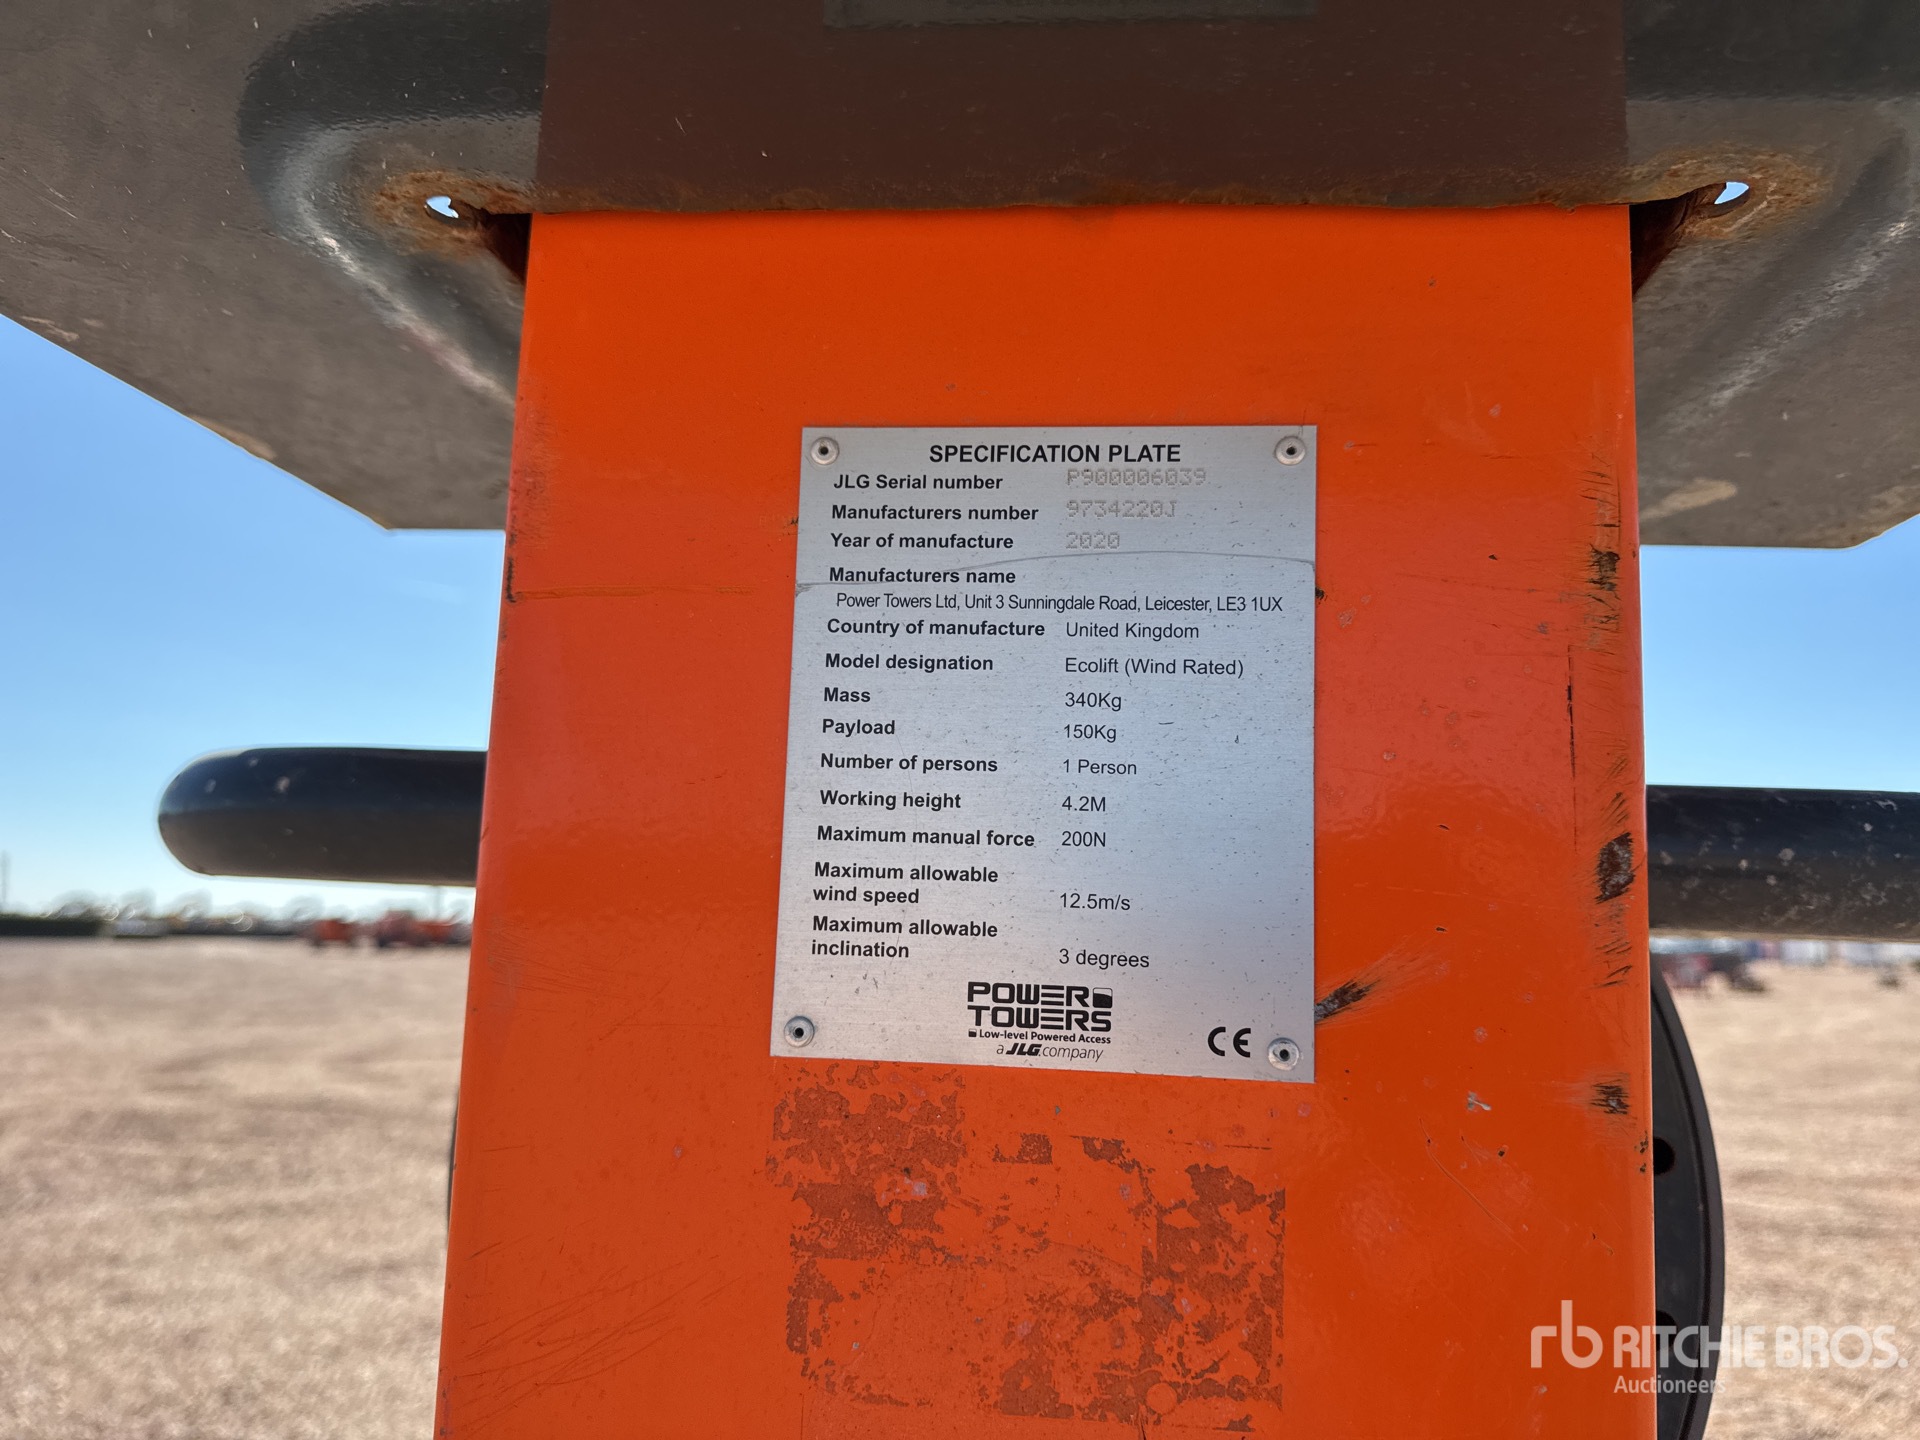 SPECIFICATION PLATE
JLG Serial number P900006039
Manufacturers number 9734220J
Year of manufacture 2020
Manufacturers name
Power Towers Ltd, Unit 3 Sunningdale Road, Leicester, LE3 1UX
Country of manufacture United Kingdom
Model designation Ecolift (Wind Rated)
Mass 340Kg
Payload 150Kg
Number of persons 1 Person
Working height 4.2M
Maximum manual force 200N
Maximum allowable
wind speed 12.5m/s
Maximum allowable
inclination 3 degrees
POWER
TOWERS
Low-level Powered Access
a JLG company
CE
rb RITCHIE BROS.
Auctioneers